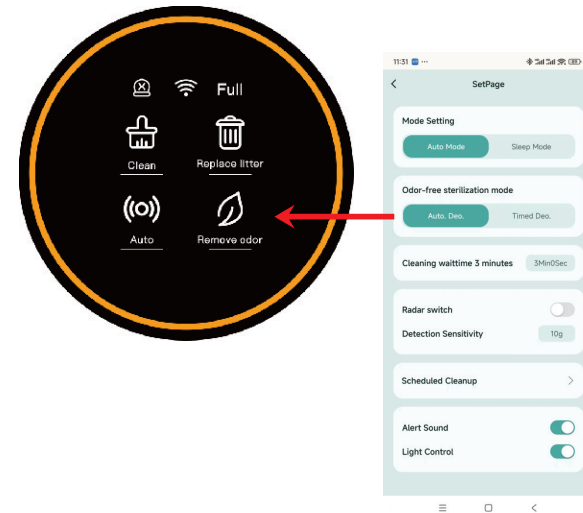 Full
Clean
Replace litter
Auto
Remove odor
11:31
SetPage
Mode Setting
Auto Mode
Sleep Mode
Odor-free sterilization mode
Auto. Deo.
Timed Deo.
Cleaning waittime 3 minutes
3Min0Sec
Radar switch
Detection Sensitivity
10g
Scheduled Cleanup
Alert Sound
Light Control